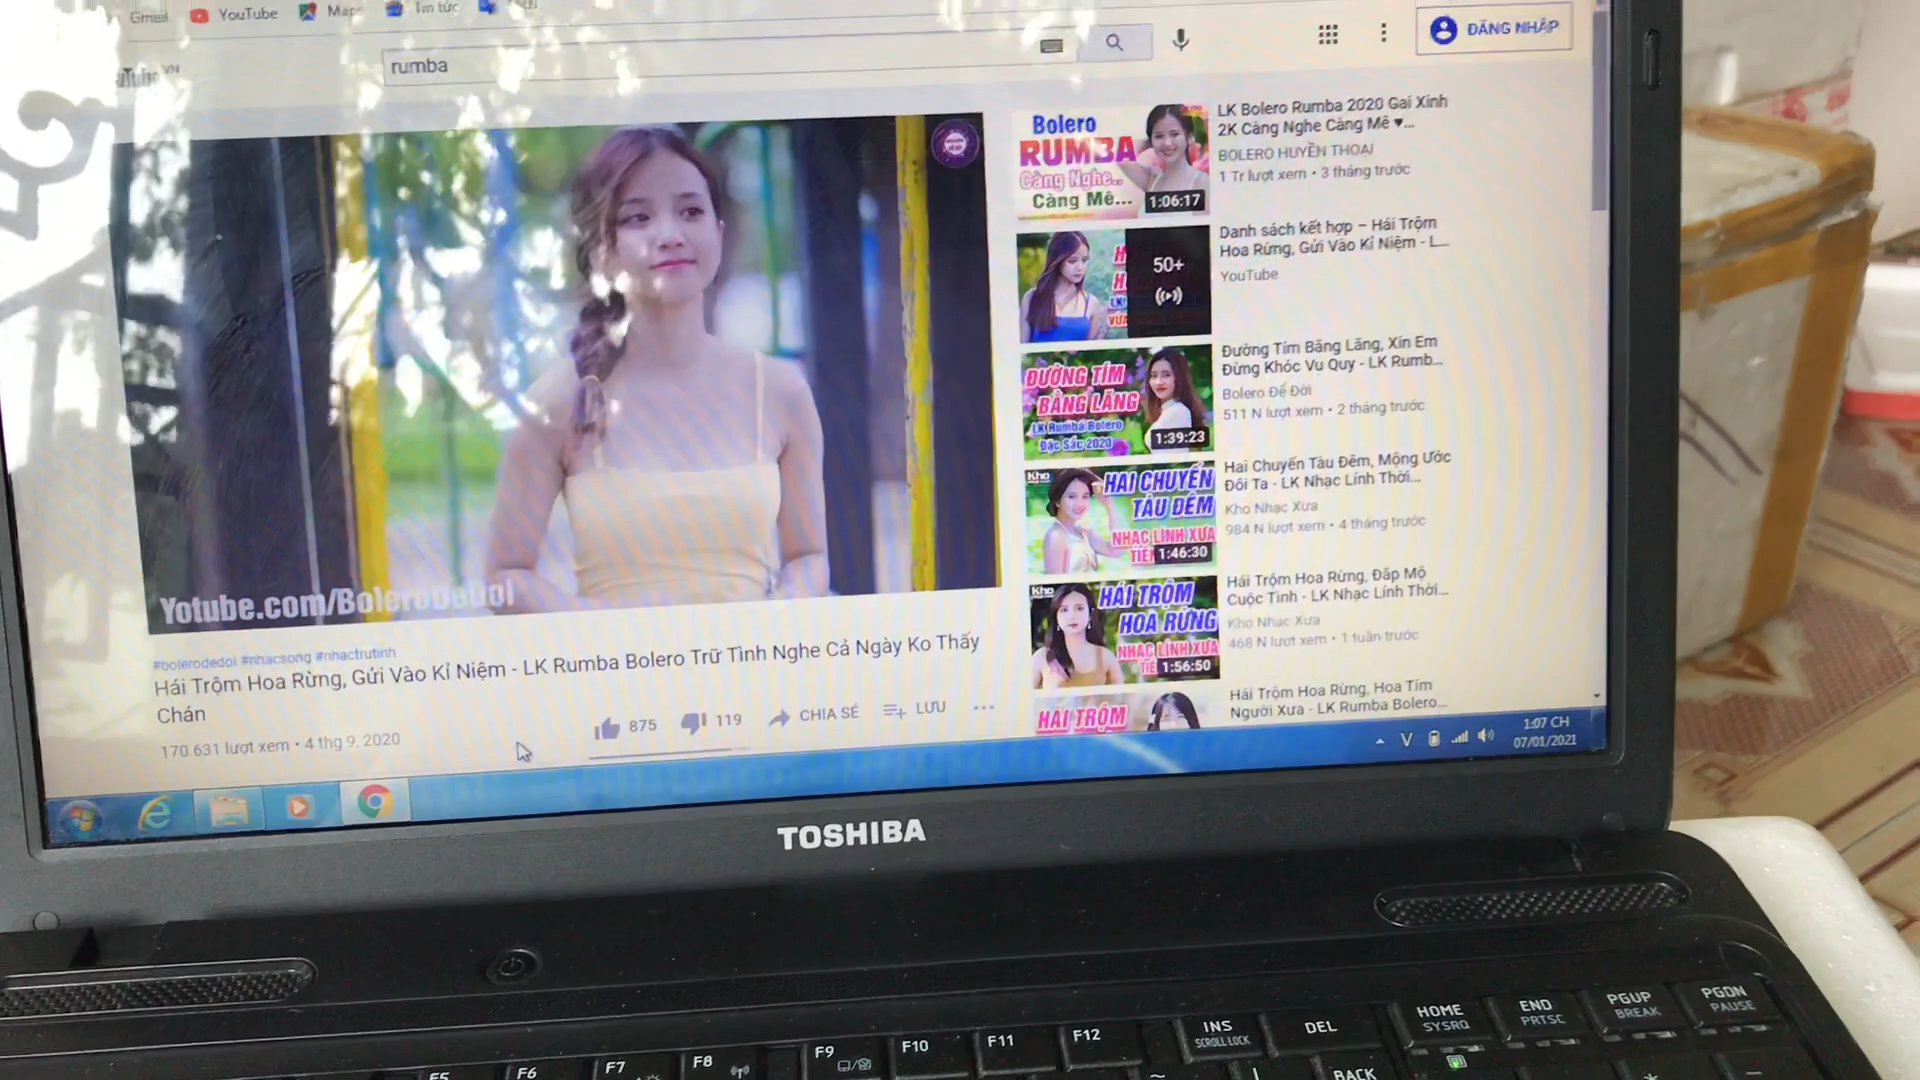 Gmail YouTube Maps Tin tức
rumba
ĐĂNG NHẬP
Yotube.com/BoleroDeDoi
#bolerodedoi #nhacsong #nhactrutinh
Hái Trộm Hoa Rừng, Gửi Vào Kỉ Niệm - LK Rumba Bolero Trữ Tình Nghe Cả Ngày Ko Thấy
Chán
170.631 lượt xem • 4 thg 9, 2020
875 119 CHIA SẺ LƯU
Bolero
RUMBA
Càng Nghe..
Càng Mê...
1:06:17
LK Bolero Rumba 2020 Gái Xinh
2K Càng Nghe Càng Mê ♥...
BOLERO HUYỀN THOẠI
1 Tr lượt xem • 3 tháng trước
50+
Danh sách kết hợp – Hái Trộm
Hoa Rừng, Gửi Vào Kỉ Niệm - L...
YouTube
ĐƯỜNG TÍM
BẰNG LĂNG
LK Rumba Bolero
Đặc Sắc 2020
1:39:23
Đường Tím Bằng Lăng, Xin Em
Đừng Khóc Vu Quy - LK Rumb...
Bolero Để Đời
511 N lượt xem • 2 tháng trước
Kho
HAI CHUYẾN
TÀU ĐÊM
NHẠC LÍNH XƯA
1:46:30
Hai Chuyến Tàu Đêm, Mộng Ước
Đôi Ta - LK Nhạc Lính Thời...
Kho Nhạc Xưa
984 N lượt xem • 4 tháng trước
Kho
HÁI TRỘM
HOA RỪNG
NHẠC LÍNH XƯA
1:56:50
Hái Trộm Hoa Rừng, Đắp Mộ
Cuộc Tình - LK Nhạc Lính Thời...
Kho Nhạc Xưa
468 N lượt xem • 1 tuần trước
HÁI TRỘM
Hái Trộm Hoa Rừng, Hoa Tím
Người Xưa - LK Rumba Bolero...
V
1:07 CH
07/01/2021
TOSHIBA
F5 F6 F7 F8 F9 F10 F11 F12
INS
SCROLL LOCK
DEL
HOME
SYSRQ
END
PRTSC
PGUP
BREAK
PGDN
PAUSE
BACK